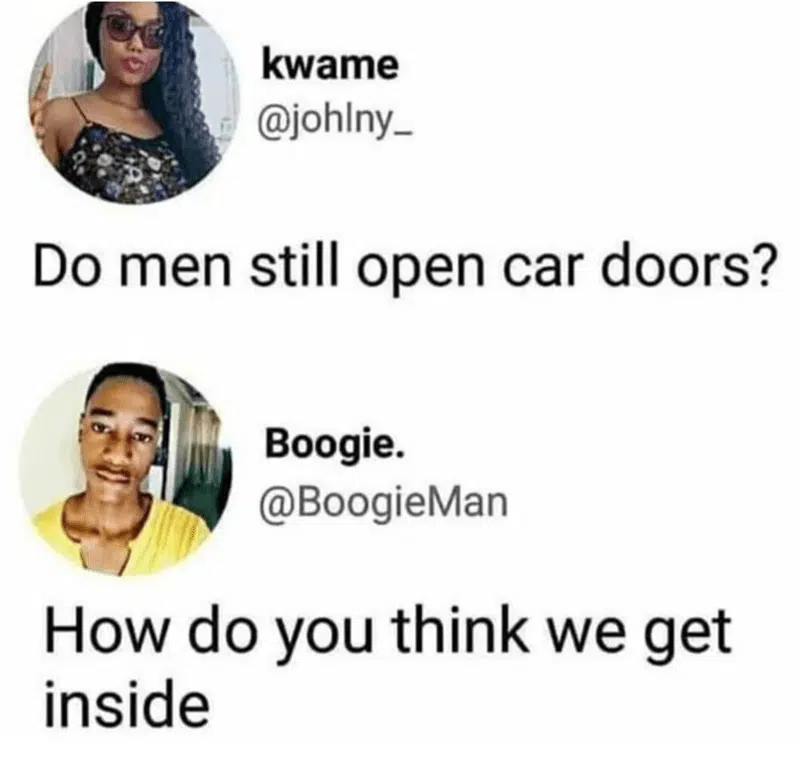 kwame
@johlny_
Do men still open car doors?
Boogie.
@BoogieMan
How do you think we get
inside